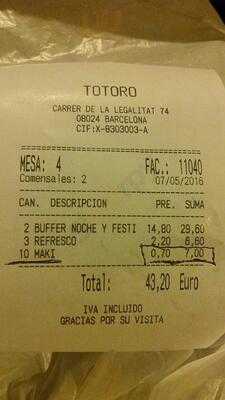 TOTORO
CARRER DE LA LEGALITAT 74
08024 BARCELONA
CIF:X-8303003-A
MESA: 4 FAC.: 11040
Comensales: 2 07/05/2016
CAN. DESCRIPCION PRE. SUMA
2 BUFFER NOCHE Y FESTI 14,80 29,60
3 REFRESCO 2,20 6,60
10 MAKI 0,70 7,00
Total: 43,20 Euro
IVA INCLUIDO
GRACIAS POR SU VISITA